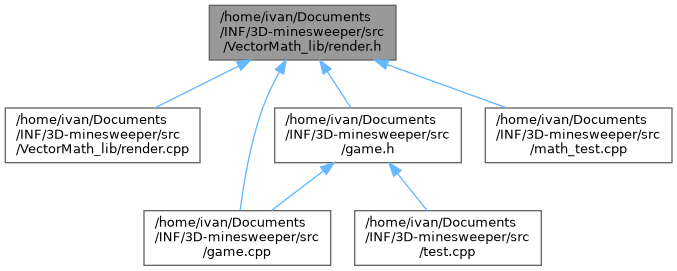 /home/ivan/Documents
/INF/3D-minesweeper/src
/VectorMath_lib/render.h
/home/ivan/Documents
/INF/3D-minesweeper/src
/VectorMath_lib/render.cpp
/home/ivan/Documents
/INF/3D-minesweeper/src
/game.h
/home/ivan/Documents
/INF/3D-minesweeper/src
/math_test.cpp
/home/ivan/Documents
/INF/3D-minesweeper/src
/game.cpp
/home/ivan/Documents
/INF/3D-minesweeper/src
/test.cpp